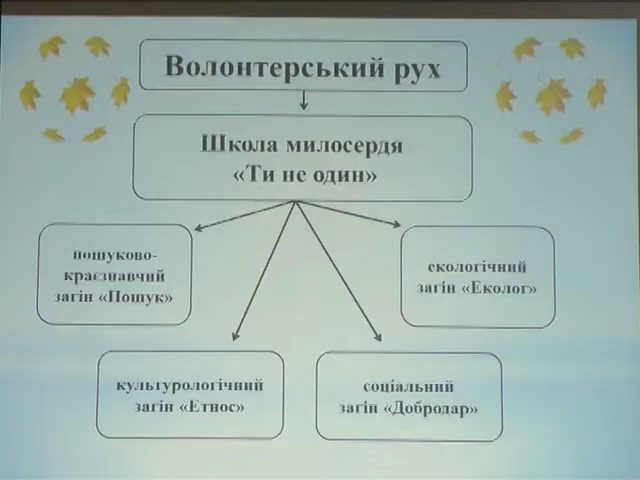 Волонтерський рух
Школа милосердя
«Ти не один»
пошуково-
краєзнавчий
загін «Пошук»
екологічний
загін «Еколог»
культурологічний
загін «Етнос»
соціальний
загін «Добродар»